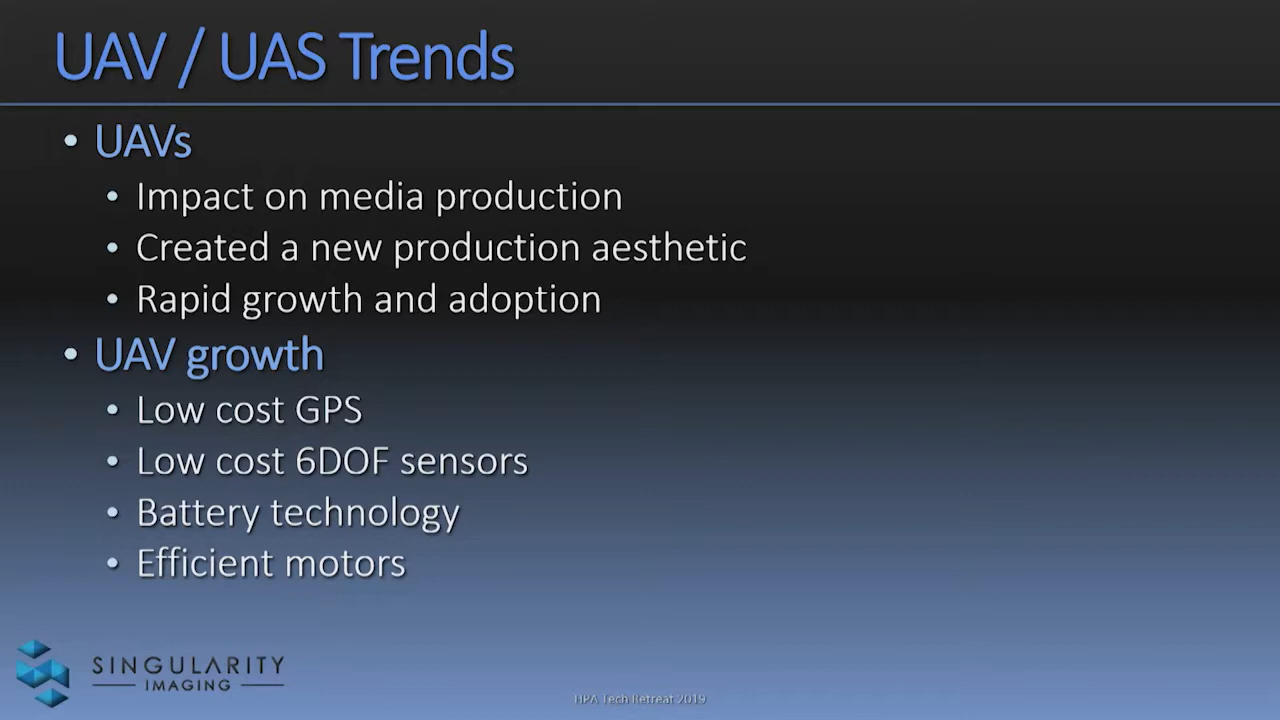 UAV / UAS Trends
• UAVs
• Impact on media production
• Created a new production aesthetic
• Rapid growth and adoption
• UAV growth
• Low cost GPS
• Low cost 6DOF sensors
• Battery technology
• Efficient motors
SINGULARITY
IMAGING
HPA Tech Retreat 2019